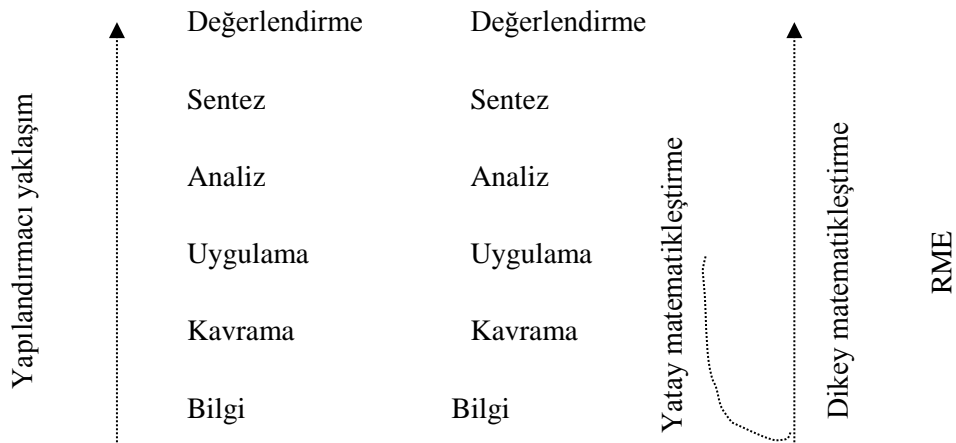 Yapılandırmacı yaklaşım
Değerlendirme Değerlendirme
Sentez Sentez
Analiz Analiz
Uygulama Uygulama
Kavrama Kavrama
Bilgi Bilgi
Yatay matematikleştirme
Dikey matematikleştirme
RME